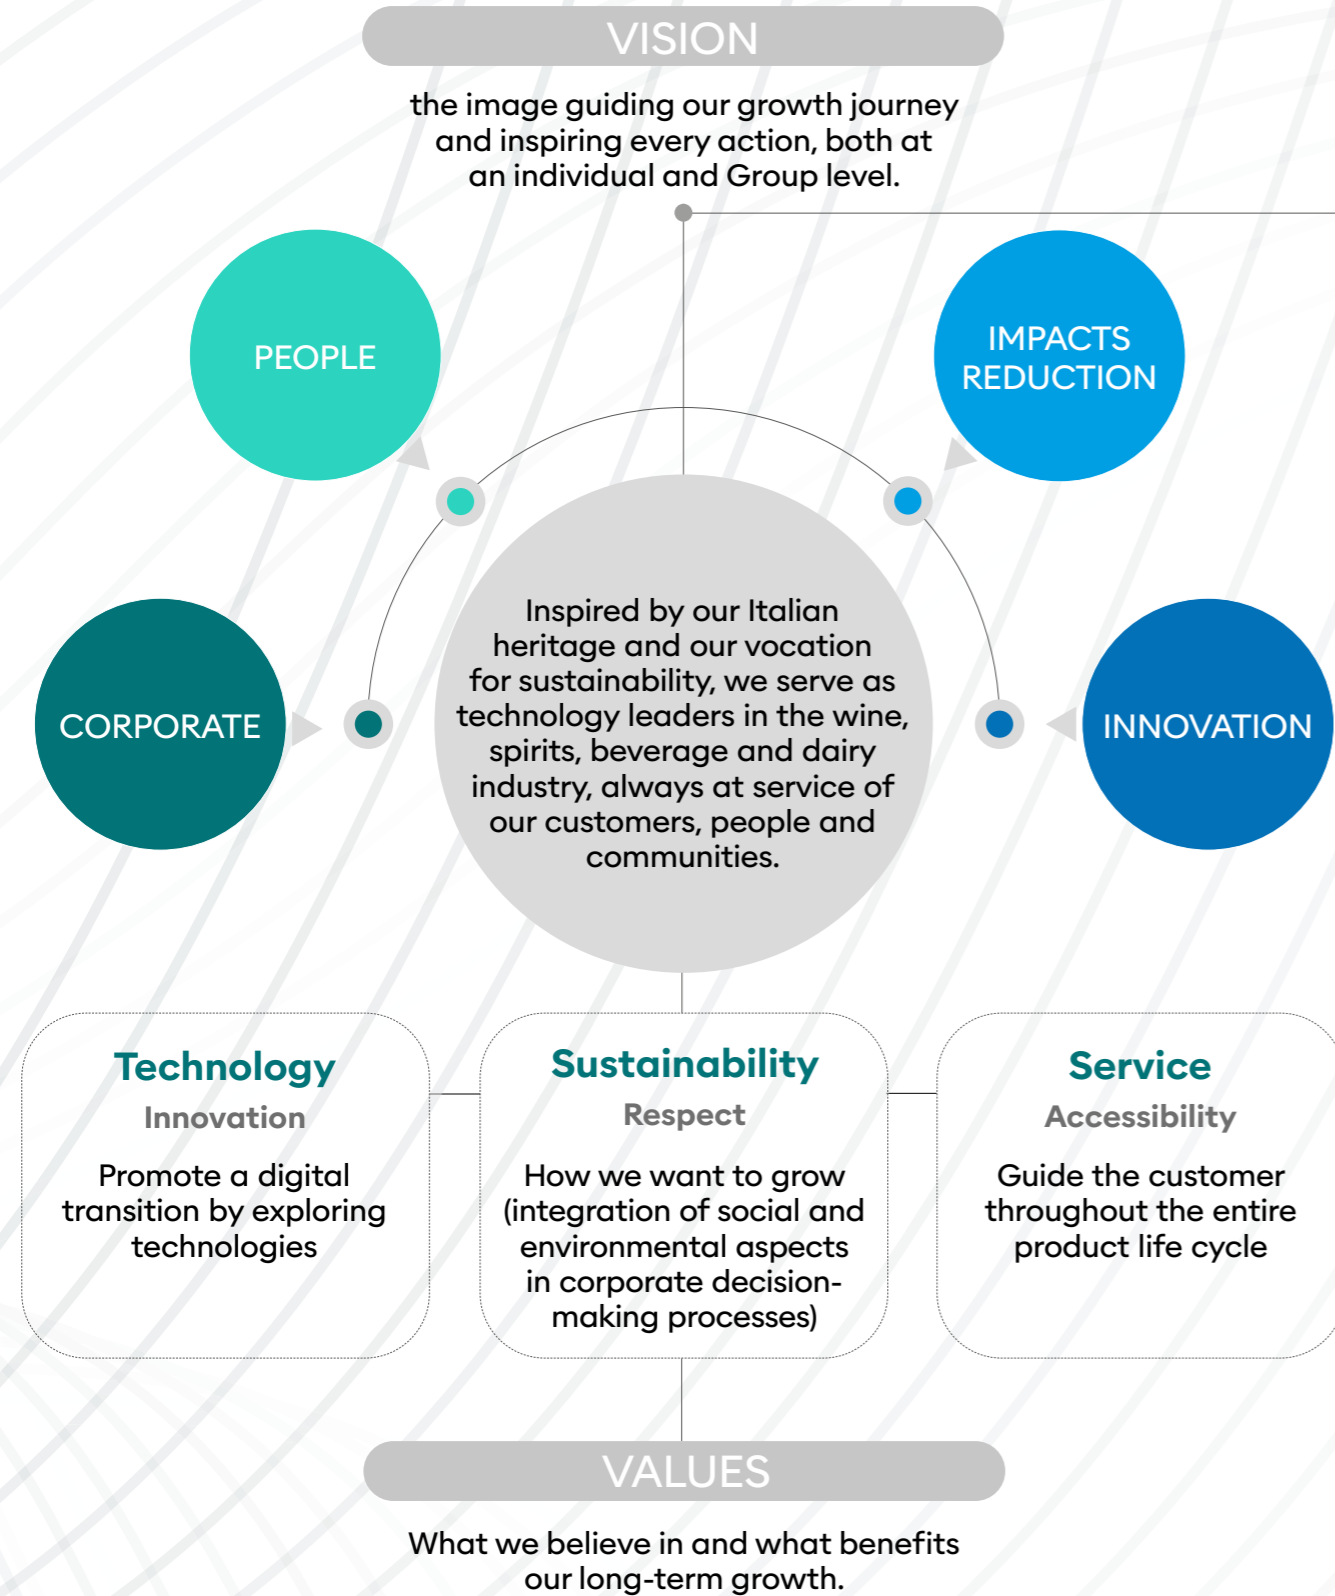 VISION
the image guiding our growth journey
and inspiring every action, both at
an individual and Group level.
PEOPLE
IMPACTS
REDUCTION
CORPORATE
Inspired by our Italian
heritage and our vocation
for sustainability, we serve as
technology leaders in the wine,
spirits, beverage and dairy
industry, always at service of
our customers, people and
communities.
INNOVATION
Technology
Innovation
Promote a digital
transition by exploring
technologies
Sustainability
Respect
How we want to grow
(integration of social and
environmental aspects
in corporate decision-
making processes)
Service
Accessibility
Guide the customer
throughout the entire
product life cycle
VALUES
What we believe in and what benefits
our long-term growth.